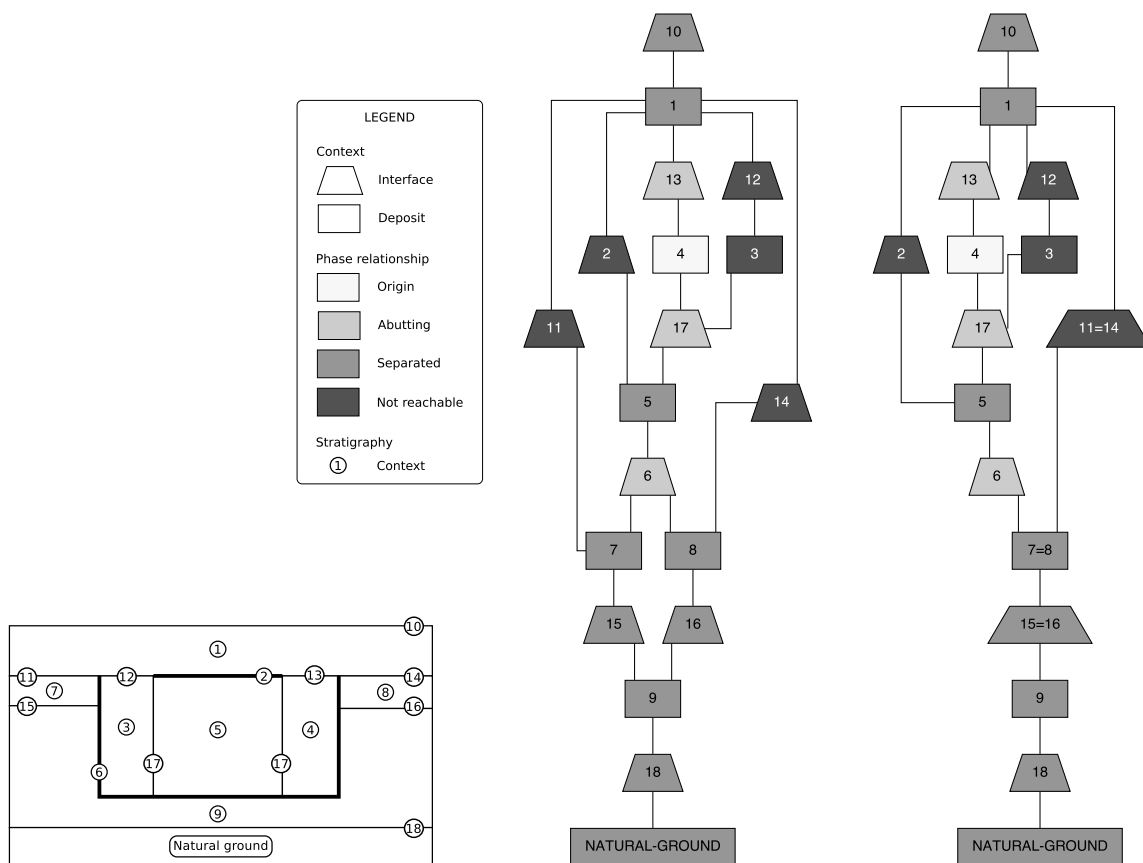 10 10
1 1
LEGEND
Context
Interface
Deposit
Phase relationship
Origin
Abutting
Separated
Not reachable
Stratigraphy
1 Context
13 12
2 4 3
11 17
5 14
6
7 8
15 16
9
18
NATURAL-GROUND
13 12
2 4 3
17 11=14
5
6
7=8
15=16
9
18
NATURAL-GROUND
10
1
11 12 2 13 14
7 8
15 16
3 5 4
17 17
6
9
18
Natural ground